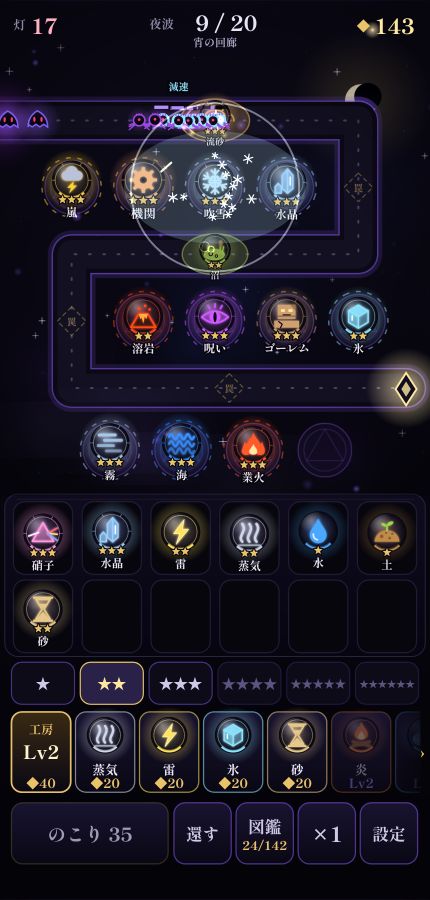 灯 17
夜波 9 / 20
宵の回廊
143
減速
流砂
嵐 機関 吹雪 水晶
罠
沼
溶岩 呪い ゴーレム 氷
罠
罠
霧 海 業火
硝子 水晶 雷 蒸気 水 土
砂
工房 Lv2 40
蒸気 20
雷 20
氷 20
砂 20
炎 Lv2
のこり 35
還す
図鑑 24/142
×1
設定